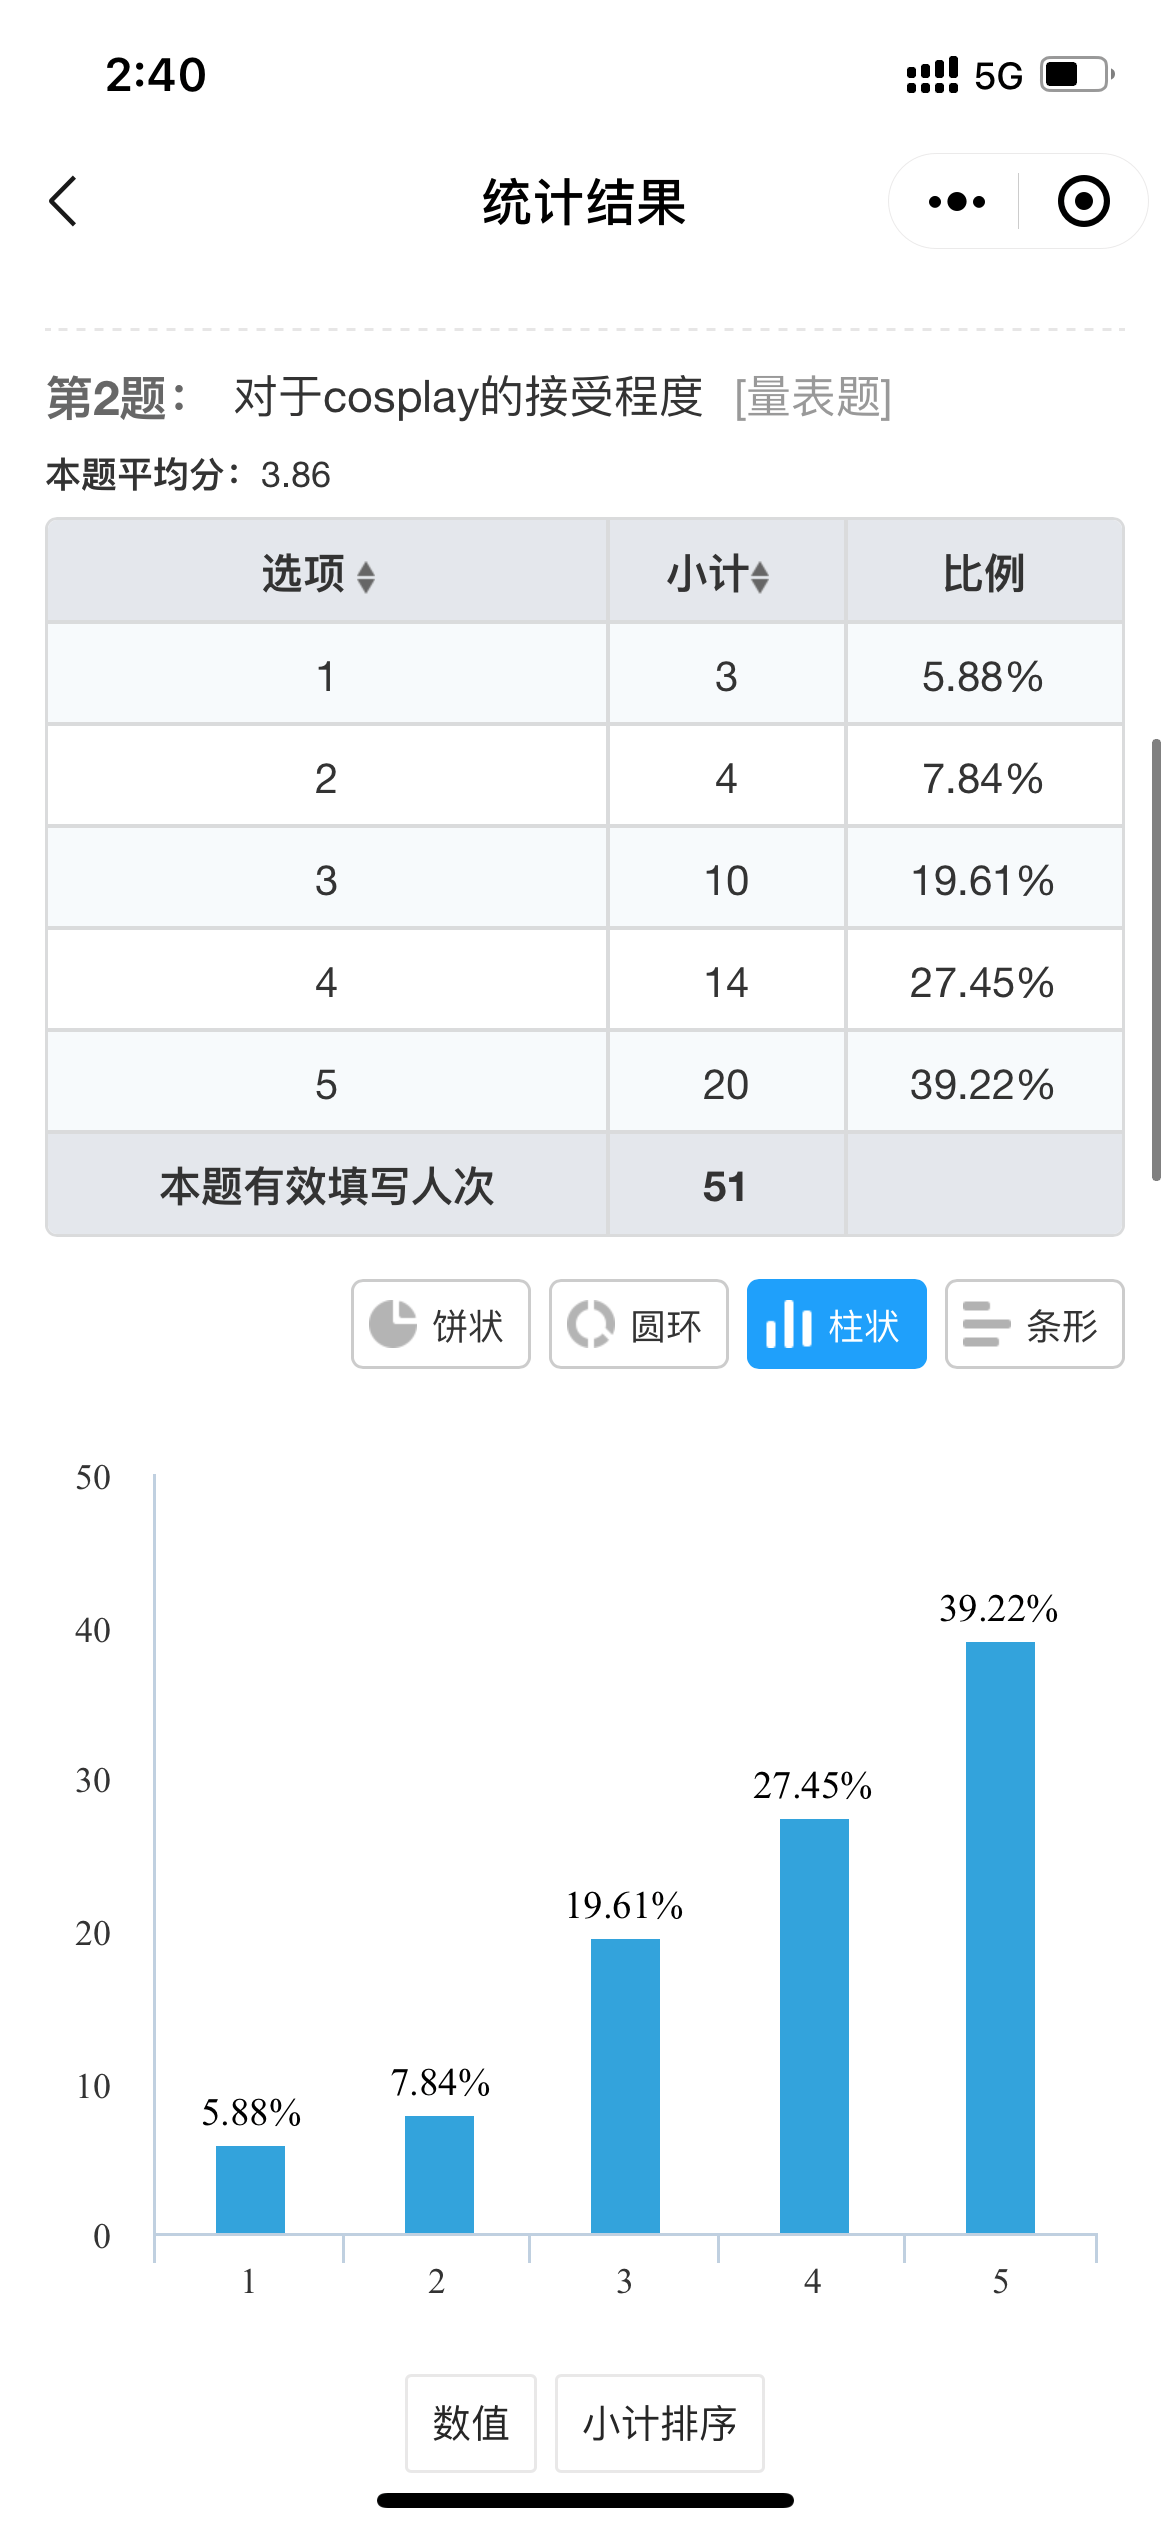 2:40 5G
统计结果
第2题： 对于cosplay的接受程度 [量表题]
本题平均分：3.86
选项 小计 比例
1 3 5.88%
2 4 7.84%
3 10 19.61%
4 14 27.45%
5 20 39.22%
本题有效填写人次 51
饼状 圆环 柱状 条形
50
40
30
20
10
0
5.88%
7.84%
19.61%
27.45%
39.22%
1 2 3 4 5
数值 小计排序